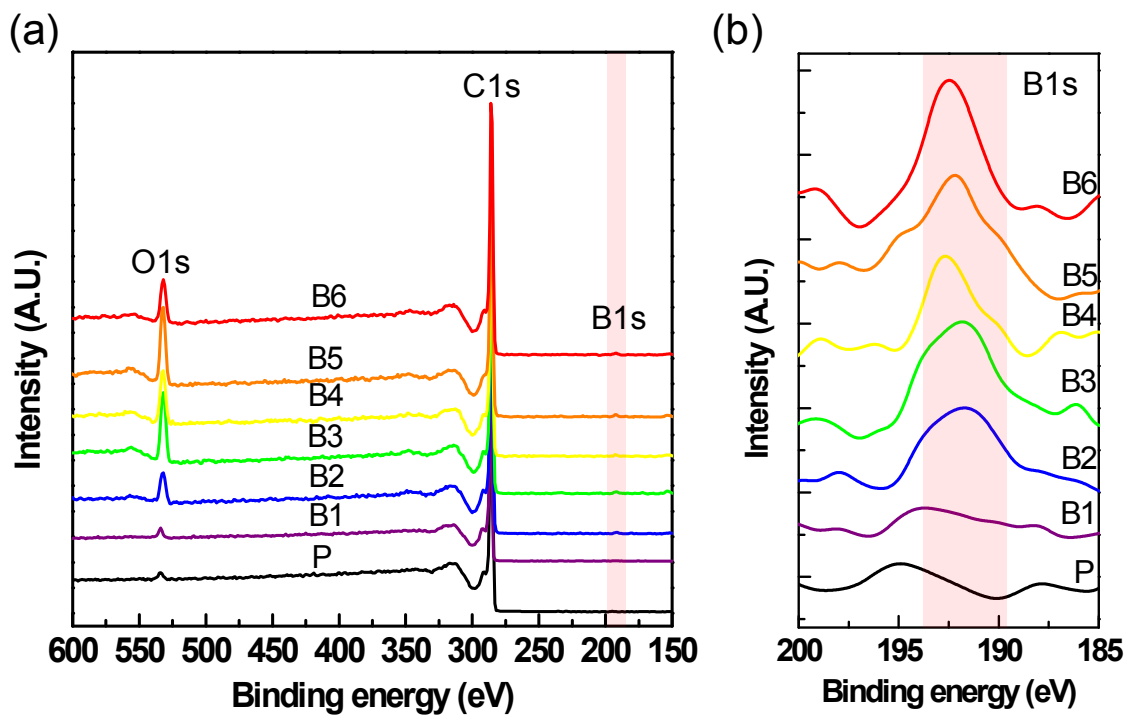 (a)
C1s
O1s
B1s
B6
B5
B4
B3
B2
B1
P
Intensity (A.U.)
600 550 500 450 400 350 300 250 200 150
Binding energy (eV)
(b)
B1s
B6
B5
B4
B3
B2
B1
P
Intensity (A.U.)
200 195 190 185
Binding energy (eV)